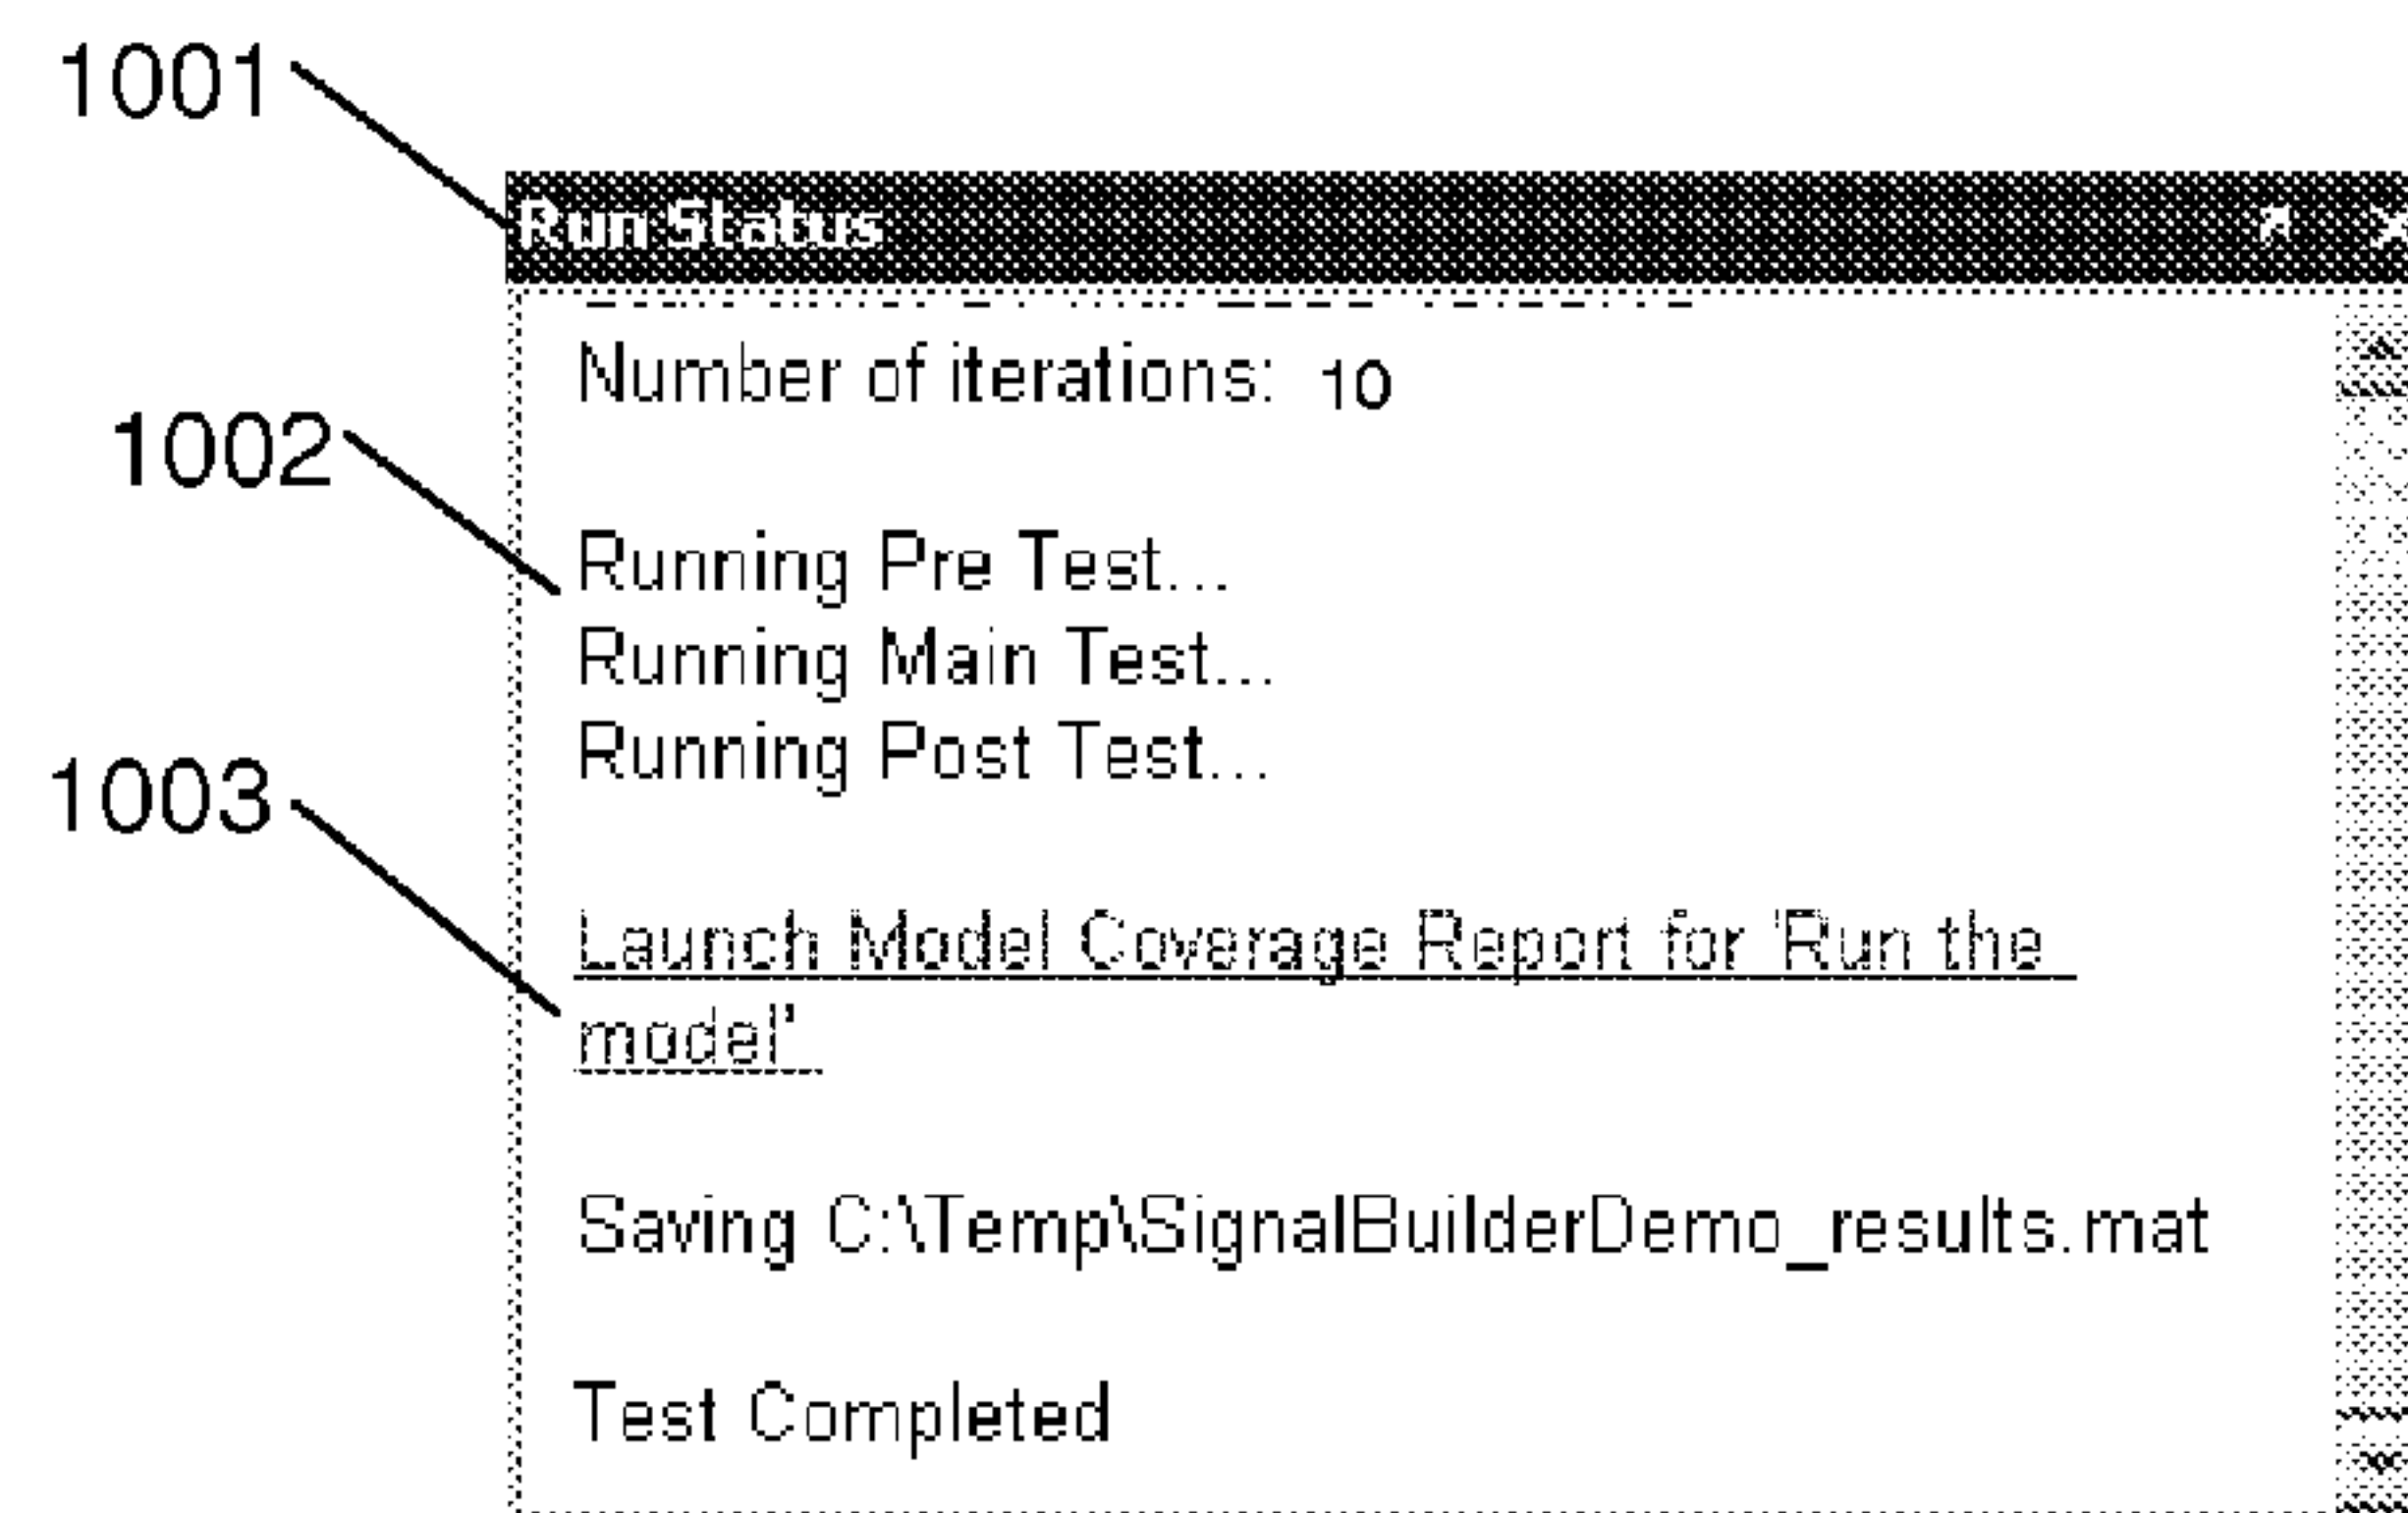 1001
Run Status
Number of iterations: 10
1002
Running Pre Test...
Running Main Test...
Running Post Test...
1003
Launch Model Coverage Report for 'Run the
model'
Saving C:\Temp\SignalBuilderDemo_results.mat
Test Completed